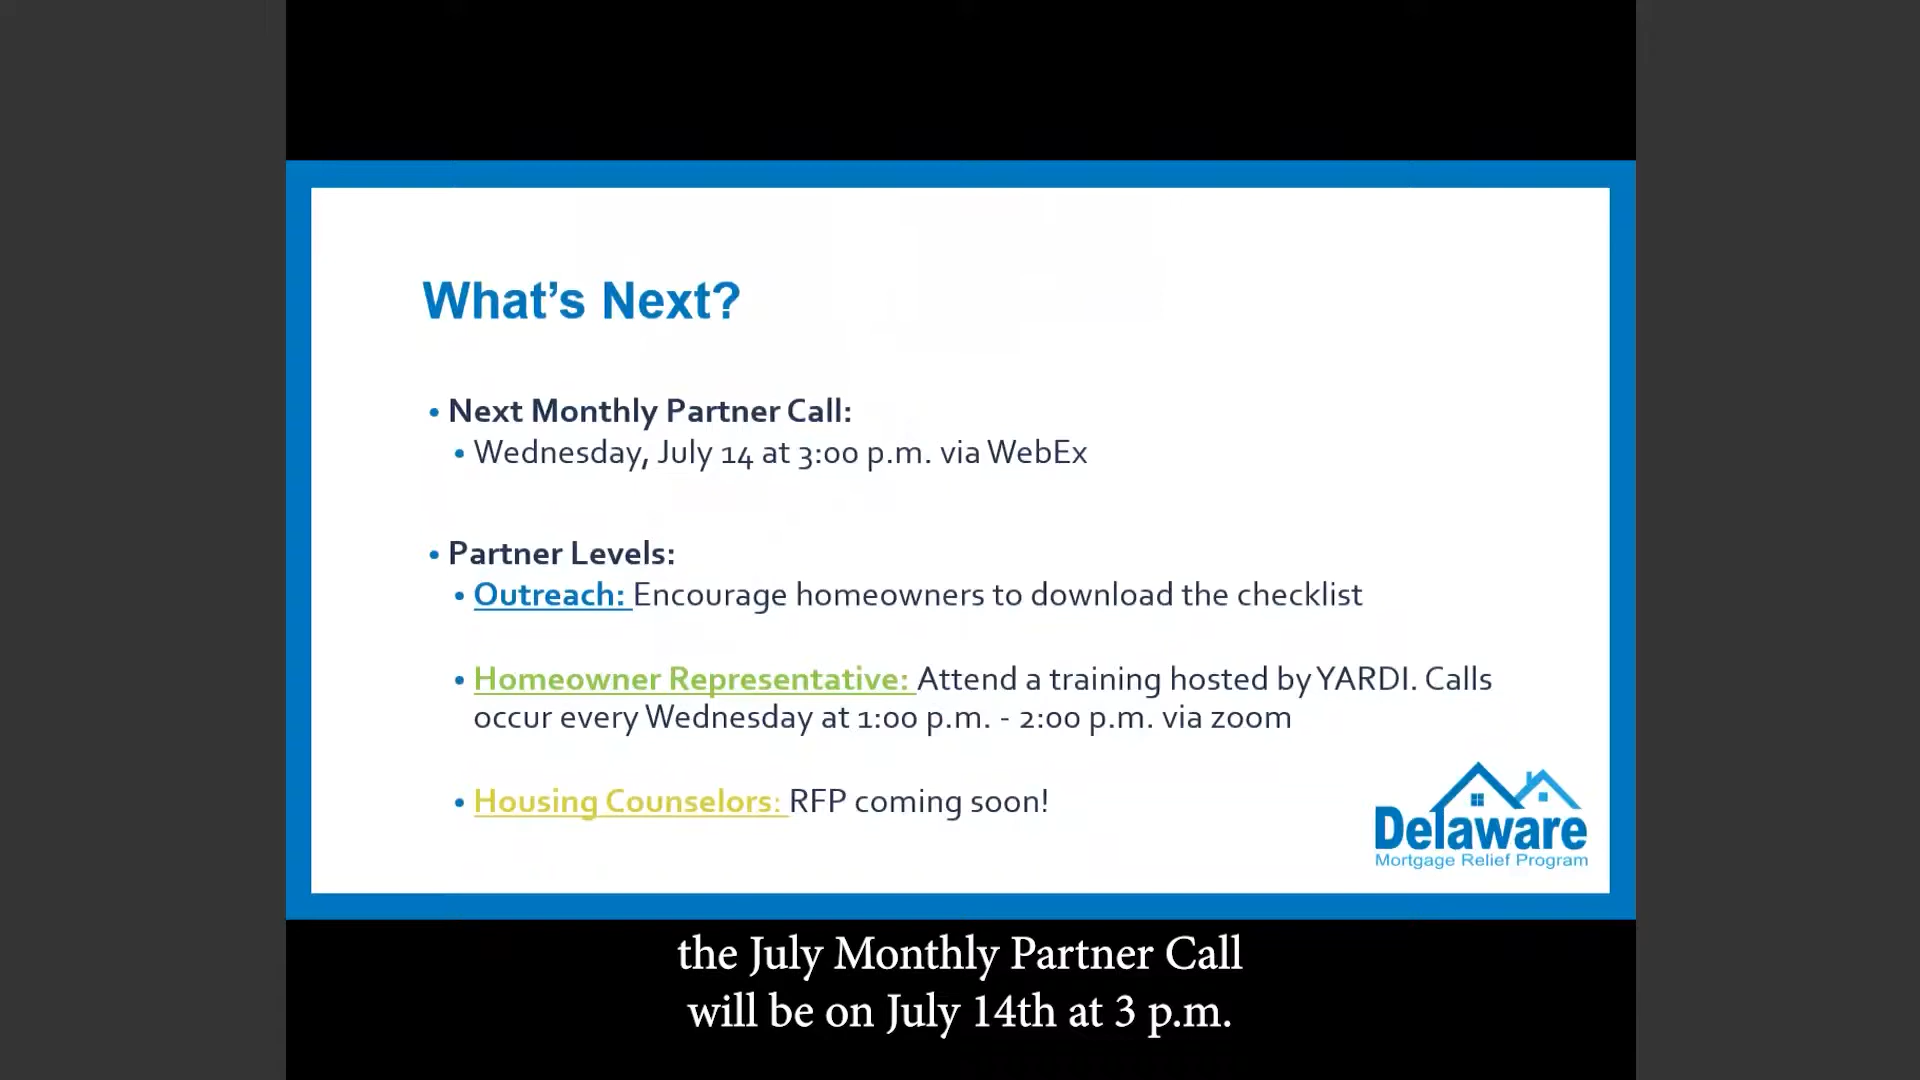 What's Next?
• Next Monthly Partner Call:
• Wednesday, July 14 at 3:00 p.m. via WebEx
• Partner Levels:
• Outreach: Encourage homeowners to download the checklist
• Homeowner Representative: Attend a training hosted by YARDI. Calls
occur every Wednesday at 1:00 p.m. - 2:00 p.m. via zoom
• Housing Counselors: RFP coming soon!
Delaware
Mortgage Relief Program
the July Monthly Partner Call
will be on July 14th at 3 p.m.